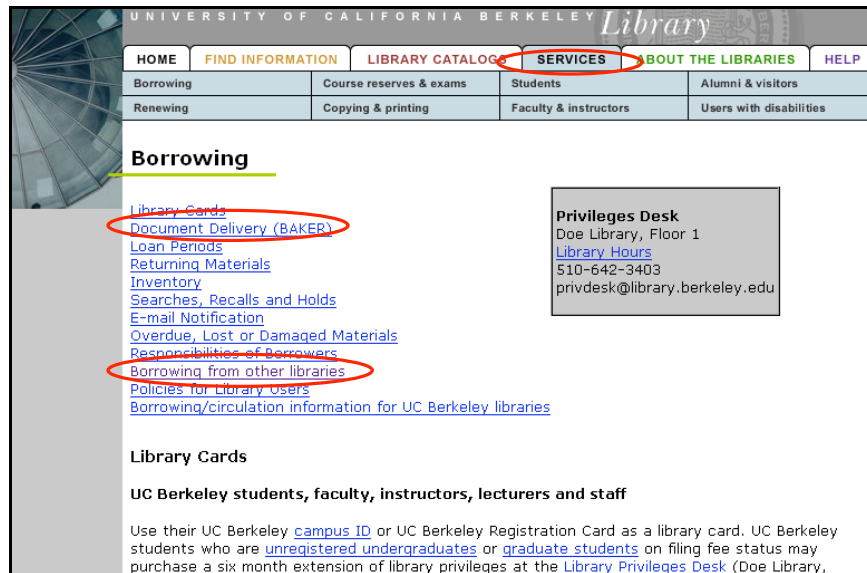 UNIVERSITY OF CALIFORNIA BERKELEY Library
HOME FIND INFORMATION LIBRARY CATALOGS SERVICES ABOUT THE LIBRARIES HELP
Borrowing Course reserves & exams Students Alumni & visitors
Renewing Copying & printing Faculty & instructors Users with disabilities
Borrowing
Library Cards
Document Delivery (BAKER)
Loan Periods
Returning Materials
Inventory
Searches, Recalls and Holds
E-mail Notification
Overdue, Lost or Damaged Materials
Responsibilities of Borrowers
Borrowing from other libraries
Policies for Library Users
Borrowing/circulation information for UC Berkeley libraries
Privileges Desk
Doe Library, Floor 1
Library Hours
510-642-3403
privdesk@library.berkeley.edu
Library Cards
UC Berkeley students, faculty, instructors, lecturers and staff
Use their UC Berkeley campus ID or UC Berkeley Registration Card as a library card. UC Berkeley
students who are unregistered undergraduates or graduate students on filing fee status may
purchase a six month extension of library privileges at the Library Privileges Desk (Doe Library,